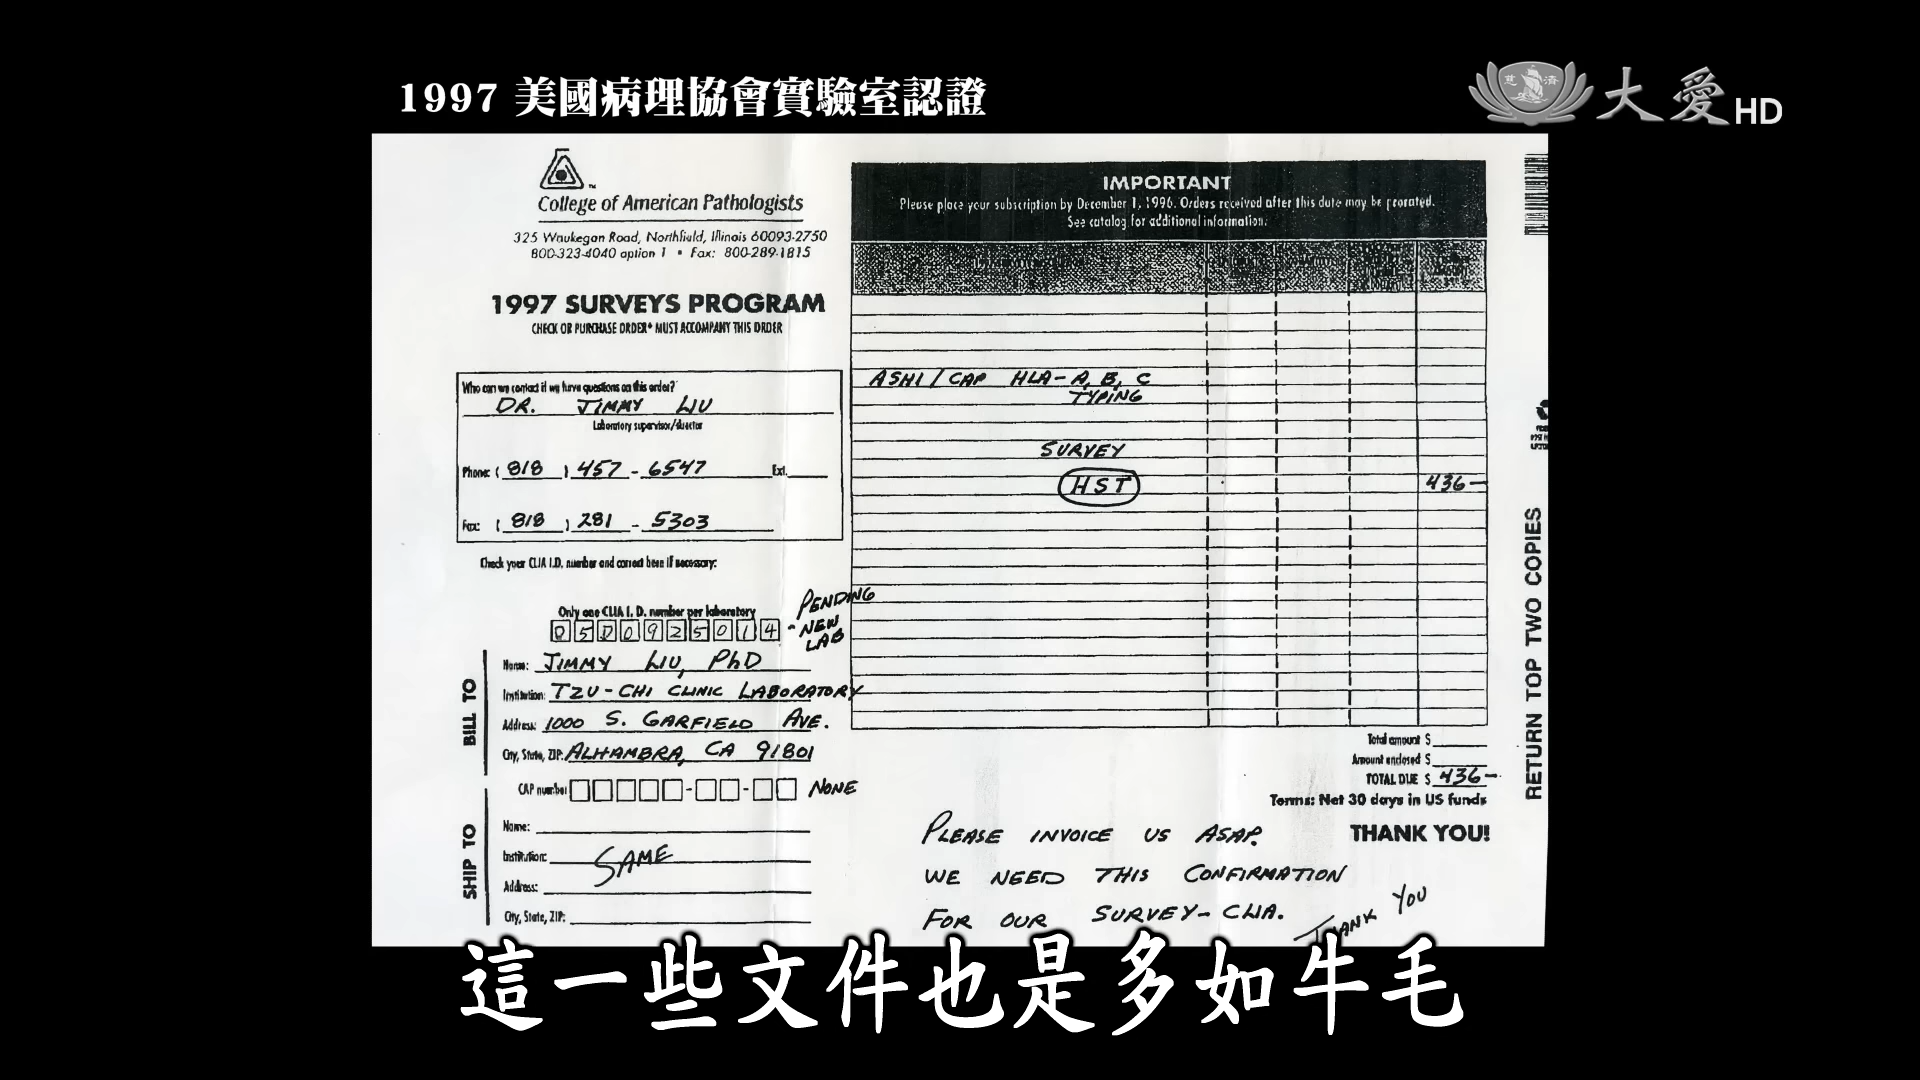 1997 美國病理協會實驗室認證
慈濟
大愛HD
College of American Pathologists
325 Waukegan Road, Northfield, Illinois 60093-2750
800-323-4040 option 1 • Fax: 800-289-1815
1997 SURVEYS PROGRAM
CHECK OR PURCHASE ORDER* MUST ACCOMPANY THIS ORDER
Who can we contact if we have questions on this order?
DR. JIMMY LIU
Laboratory supervisor/director
Phone: ( 818 ) 457 - 6547 Ext.
Fax: ( 818 ) 281 - 5303
Check your CLIA I.D. number and correct here if necessary:
Only one CLIA I. D. number per laboratory
05D0925014
- PENDING
NEW
LAB
BILL TO
Name: JIMMY LIU, PhD
Institution: TZU-CHI CLINIC LABORATORY
Address: 1000 S. GARFIELD AVE.
City, State, ZIP: ALHAMBRA, CA 91801
CAP number - - NONE
SHIP TO
Name:
Institution: SAME
Address:
City, State, ZIP:
IMPORTANT
Please place your subscription by December 1, 1996. Orders received after this date may be prorated.
See catalog for additional information.
ASHI/CAP HLA-A, B, C
TYPING
SURVEY
HST 436-
Total amount $
Amount enclosed $
TOTAL DUE $ 436-
Terms: Net 30 days in US funds
THANK YOU!
PLEASE INVOICE US ASAP.
WE NEED THIS CONFIRMATION
FOR OUR SURVEY-CLIA.
THANK YOU
RETURN TOP TWO COPIES
這一些文件也是多如牛毛